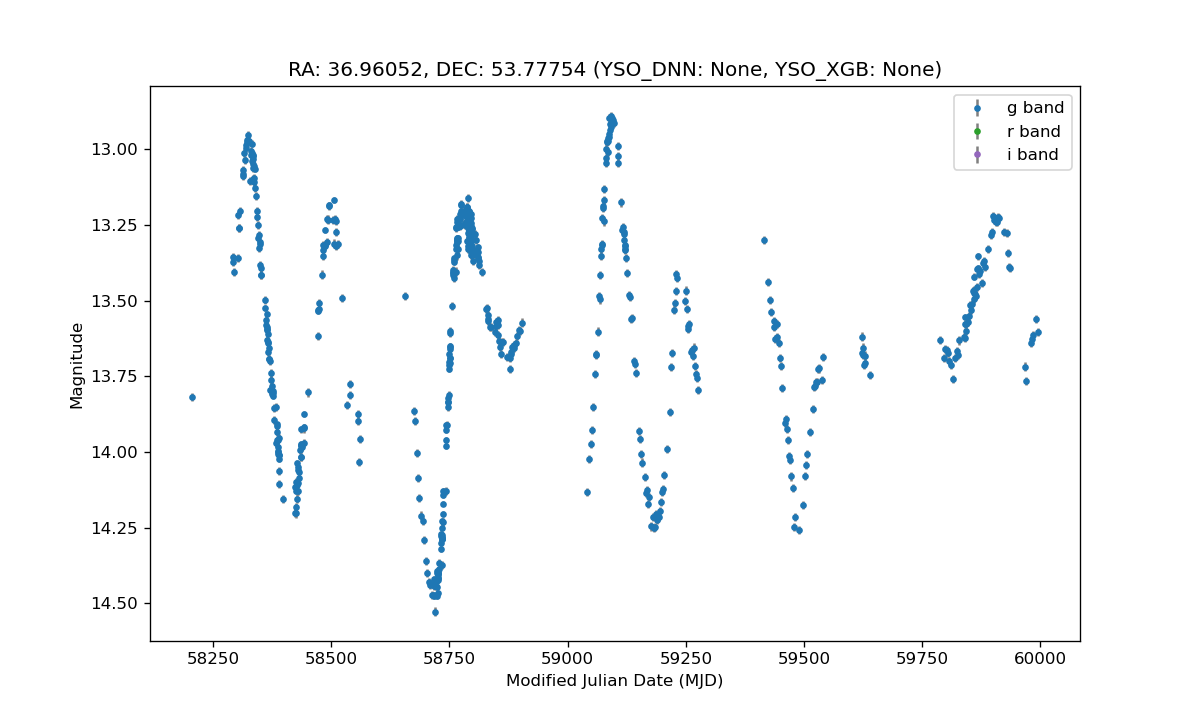 RA: 36.96052, DEC: 53.77754 (YSO_DNN: None, YSO_XGB: None)
g band
r band
i band
13.00
13.25
13.50
13.75
14.00
14.25
14.50
Magnitude
58250 58500 58750 59000 59250 59500 59750 60000
Modified Julian Date (MJD)